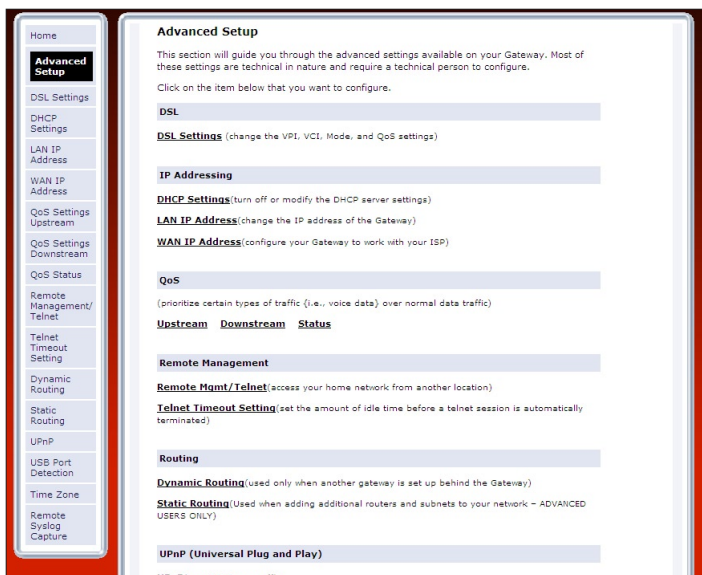 Home
Advanced
Setup
DSL Settings
DHCP
Settings
LAN IP
Address
WAN IP
Address
QoS Settings
Upstream
QoS Settings
Downstream
QoS Status
Remote
Management/
Telnet
Telnet
Timeout
Setting
Dynamic
Routing
Static
Routing
UPnP
USB Port
Detection
Time Zone
Remote
Syslog
Capture
Advanced Setup
This section will guide you through the advanced settings available on your Gateway. Most of
these settings are technical in nature and require a technical person to configure.
Click on the item below that you want to configure.
DSL
DSL Settings (change the VPI, VCI, Mode, and QoS settings)
IP Addressing
DHCP Settings(turn off or modify the DHCP server settings)
LAN IP Address(change the IP address of the Gateway)
WAN IP Address(configure your Gateway to work with your ISP)
QoS
(prioritize certain types of traffic {i.e., voice data} over normal data traffic)
Upstream Downstream Status
Remote Management
Remote Mgmt/Telnet(access your home network from another location)
Telnet Timeout Setting(set the amount of idle time before a telnet session is automatically
terminated)
Routing
Dynamic Routing(used only when another gateway is set up behind the Gateway)
Static Routing(Used when adding additional routers and subnets to your network – ADVANCED
USERS ONLY)
UPnP (Universal Plug and Play)